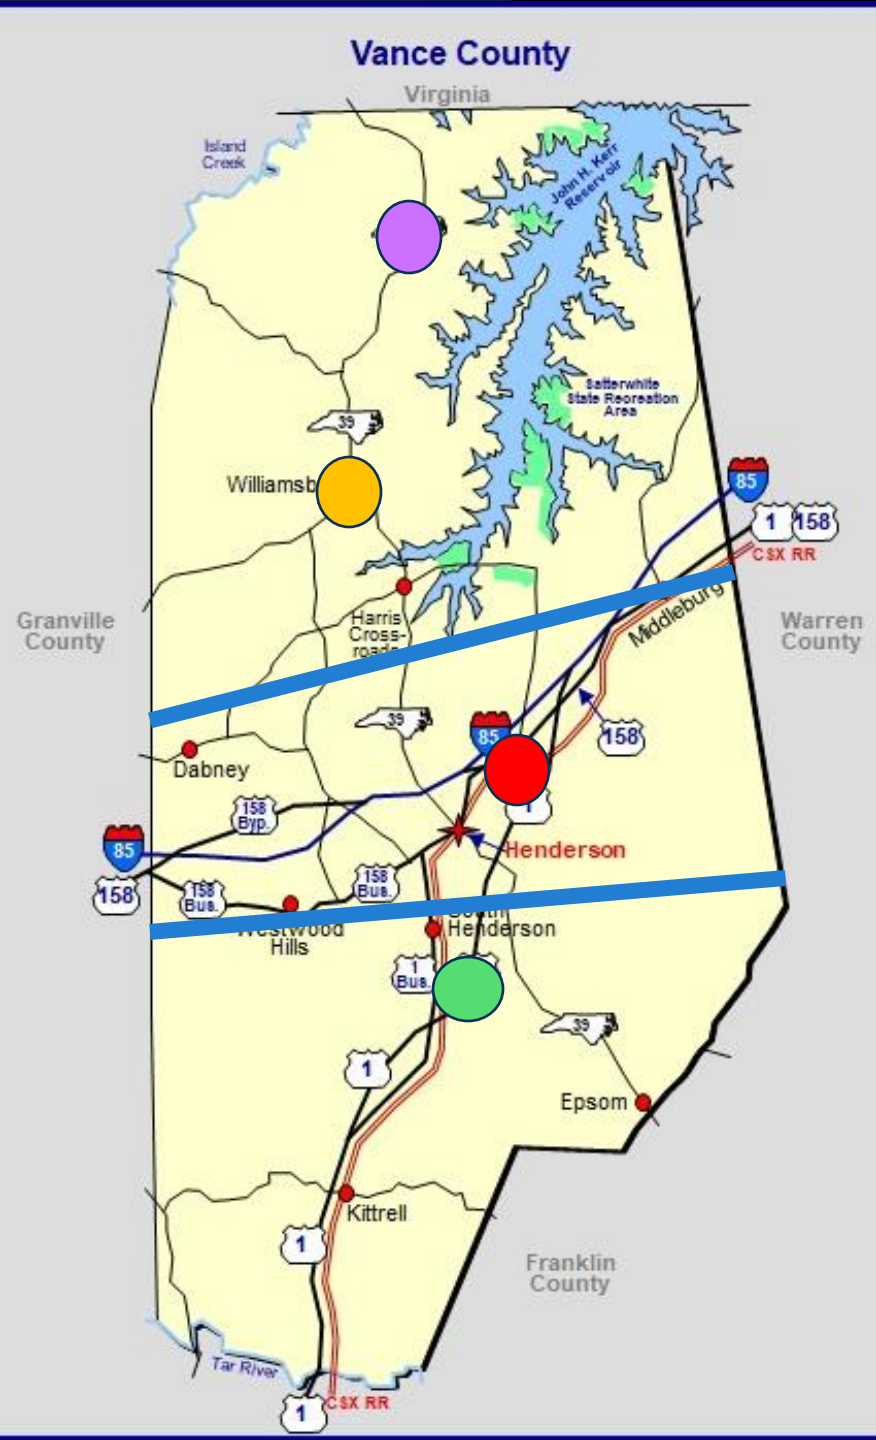 Vance County
Virginia
Island
Creek
John H. Kerr
Reservoir
Satterwhite
State Recreation
Area
39
Williamsb
85
1
158
CSX RR
Granville
County
Harris
Cross-
roads
Middleburg
Warren
County
39
85
158
Dabney
158
Byp.
1
85
Henderson
158
158
Bus.
158
Bus.
Westwood
Hills
South
Henderson
1
Bus.
39
1
Epsom
Kittrell
1
Franklin
County
Tar River
CSX RR
1